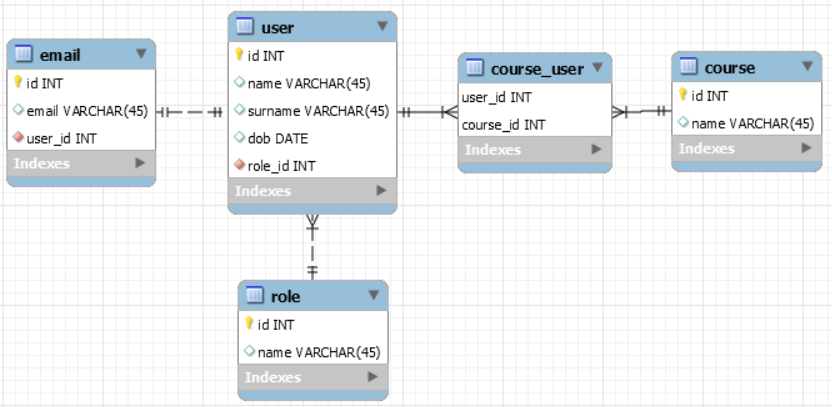 email
id INT
email VARCHAR(45)
user_id INT
Indexes
user
id INT
name VARCHAR(45)
surname VARCHAR(45)
dob DATE
role_id INT
Indexes
course_user
user_id INT
course_id INT
Indexes
course
id INT
name VARCHAR(45)
Indexes
role
id INT
name VARCHAR(45)
Indexes